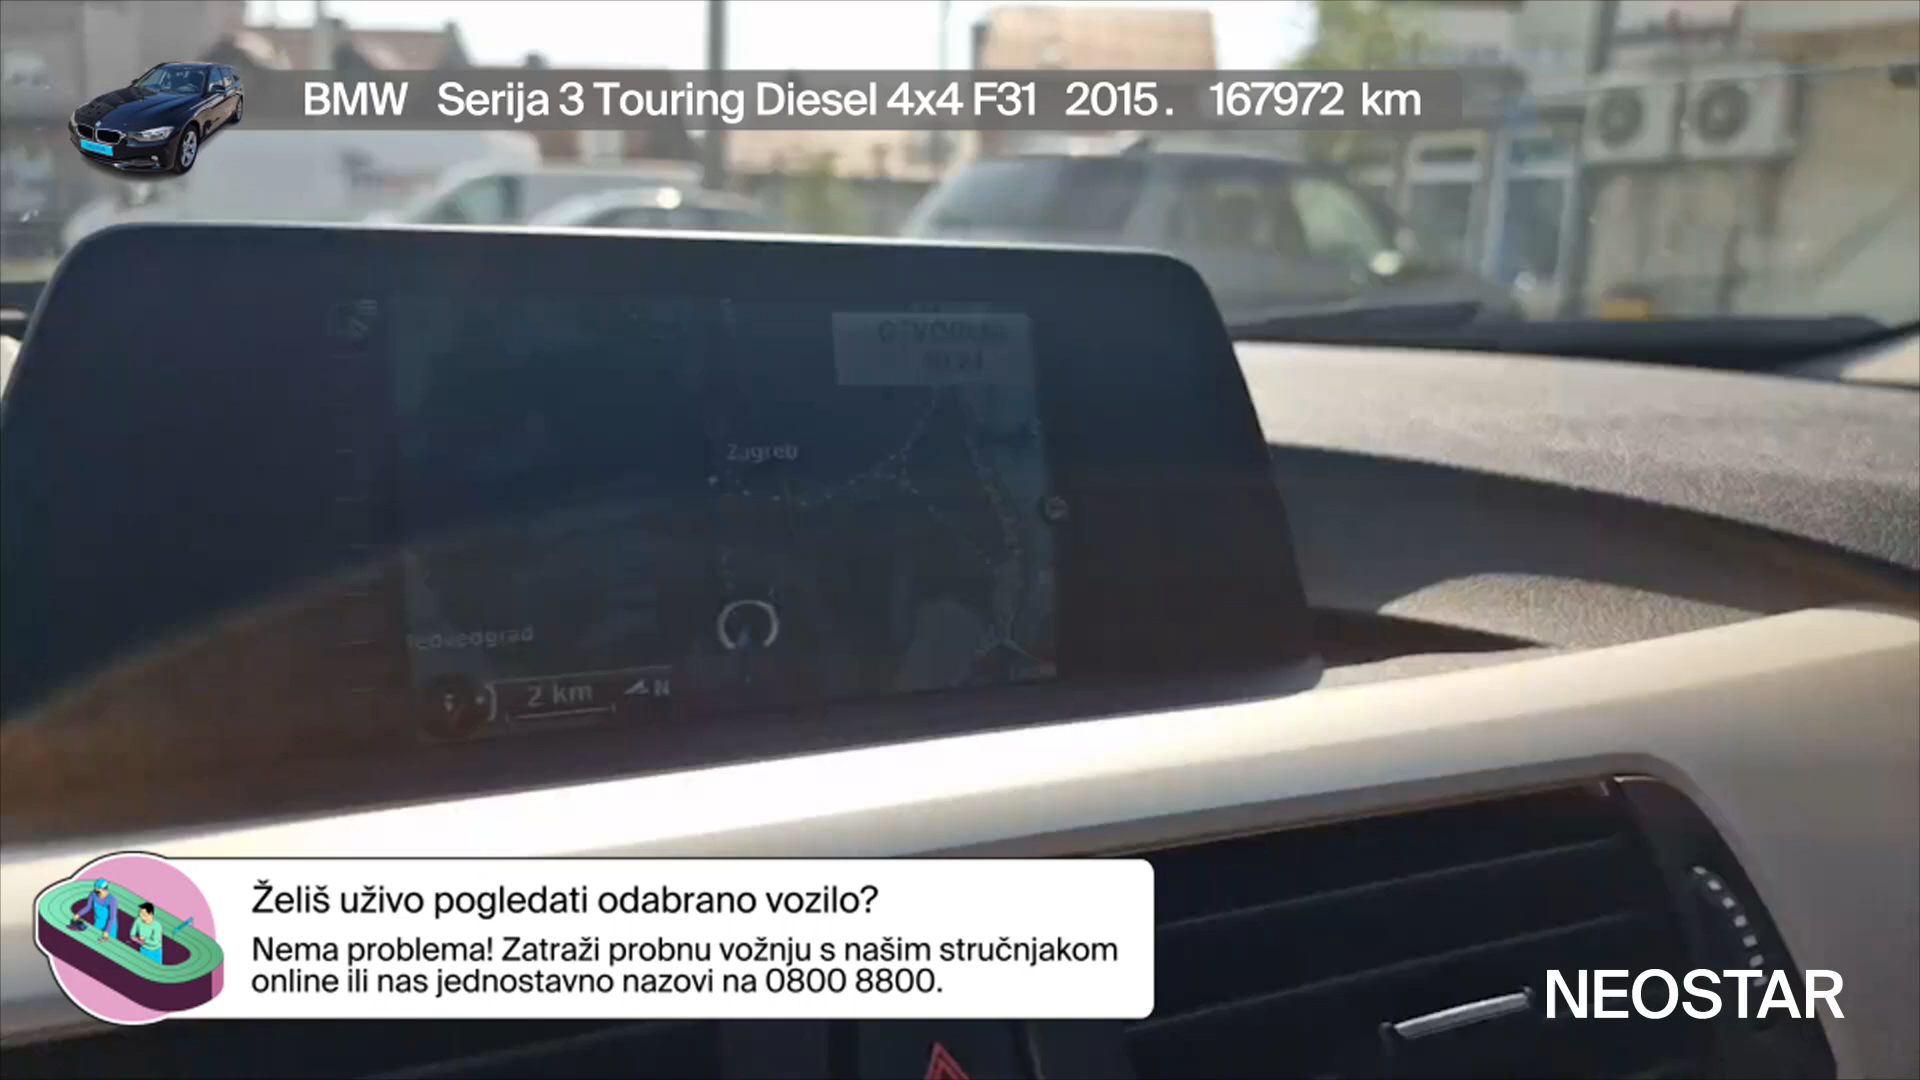 BMW Serija 3 Touring Diesel 4x4 F31 2015. 167972 km
Zagreb
2 km N
Želiš uživo pogledati odabrano vozilo?
Nema problema! Zatraži probnu vožnju s našim stručnjakom
online ili nas jednostavno nazovi na 0800 8800.
NEOSTAR